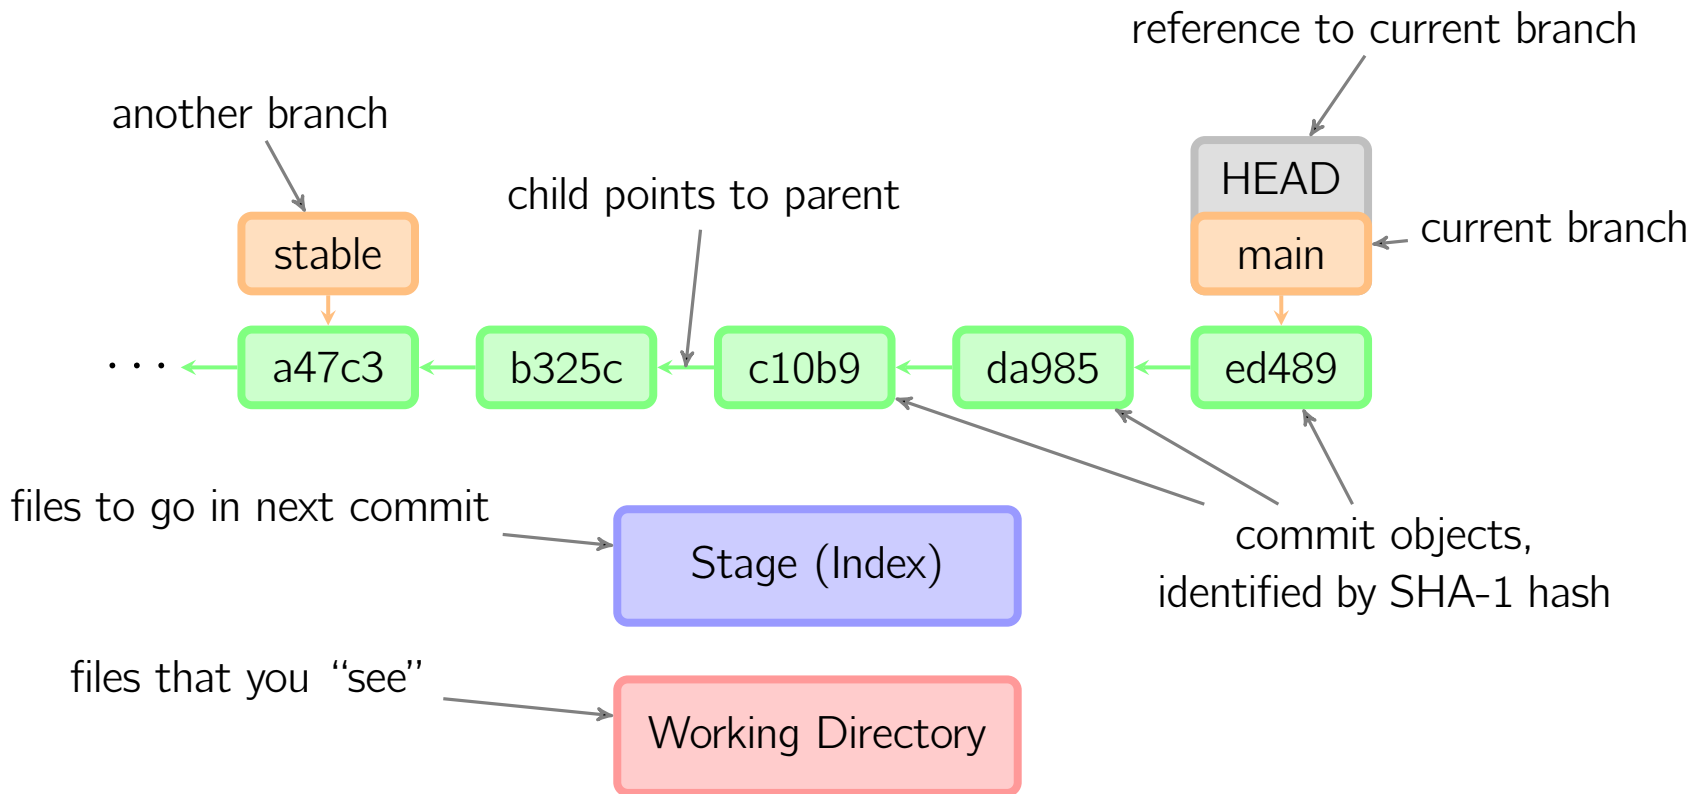 reference to current branch
another branch
HEAD
child points to parent
current branch
stable
main
· · ·
a47c3
b325c
c10b9
da985
ed489
files to go in next commit
Stage (Index)
commit objects,
identified by SHA-1 hash
files that you “see”
Working Directory